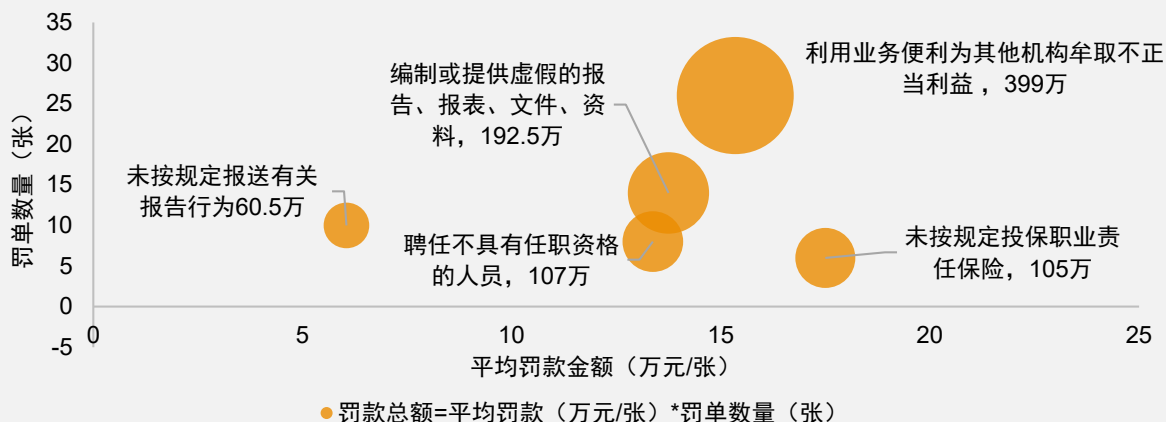 35
30
25
20
15
10
5
0
-5
罚单数量（张）
利用业务便利为其他机构牟取不正
当利益 ，399万
编制或提供虚假的报
告、报表、文件、资
料，192.5万
未按规定报送有关
报告行为60.5万
聘任不具有任职资格
的人员，107万
未按规定投保职业责
任保险，105万
0 5 10 15 20 25
平均罚款金额（万元/张）
罚款总额=平均罚款（万元/张）*罚单数量（张）